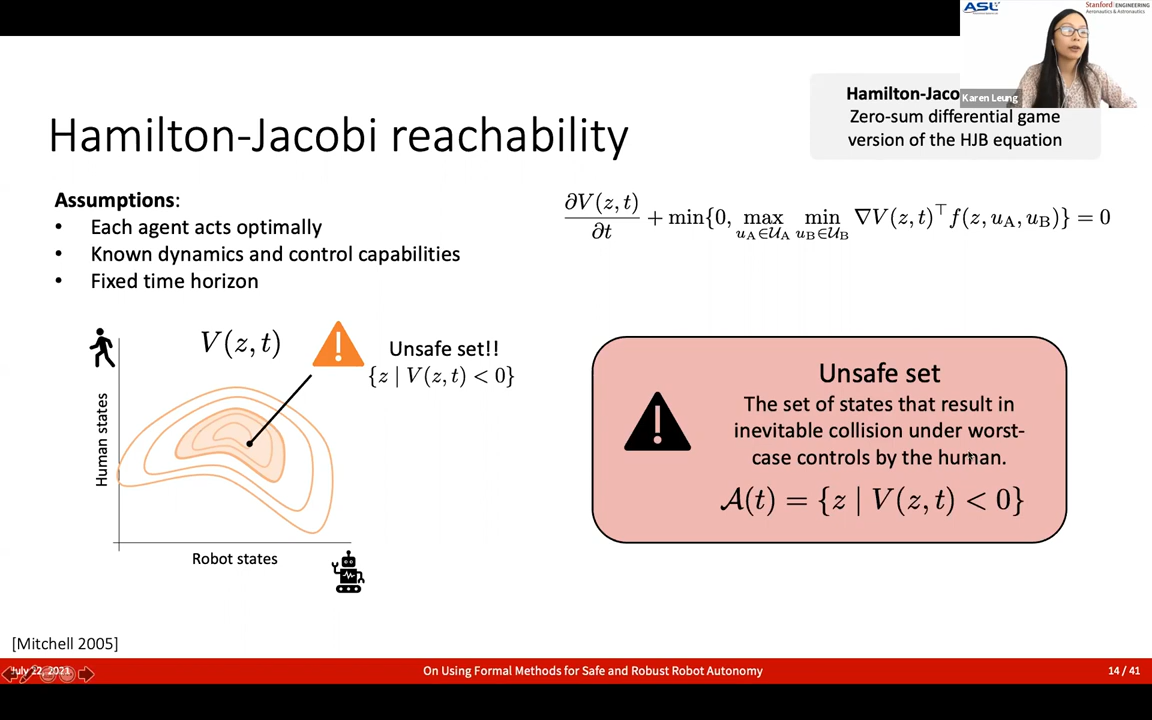 ASL
Stanford | ENGINEERING
Aeronautics & Astronautics
Karen Leung
Hamilton-Jaco
Zero-sum differential game
version of the HJB equation
Hamilton-Jacobi reachability
Assumptions:
• Each agent acts optimally
• Known dynamics and control capabilities
• Fixed time horizon
∂V(z, t)/∂t + min{0, max_{u_A∈𝒰_A} min_{u_B∈𝒰_B} ∇V(z, t)^⊤ f(z, u_A, u_B)} = 0
V(z, t)
Unsafe set!!
{z | V(z, t) < 0}
Human states
Robot states
Unsafe set
The set of states that result in
inevitable collision under worst-
case controls by the human.
𝒜(t) = {z | V(z, t) < 0}
[Mitchell 2005]
July 22, 2021
On Using Formal Methods for Safe and Robust Robot Autonomy
14 / 41